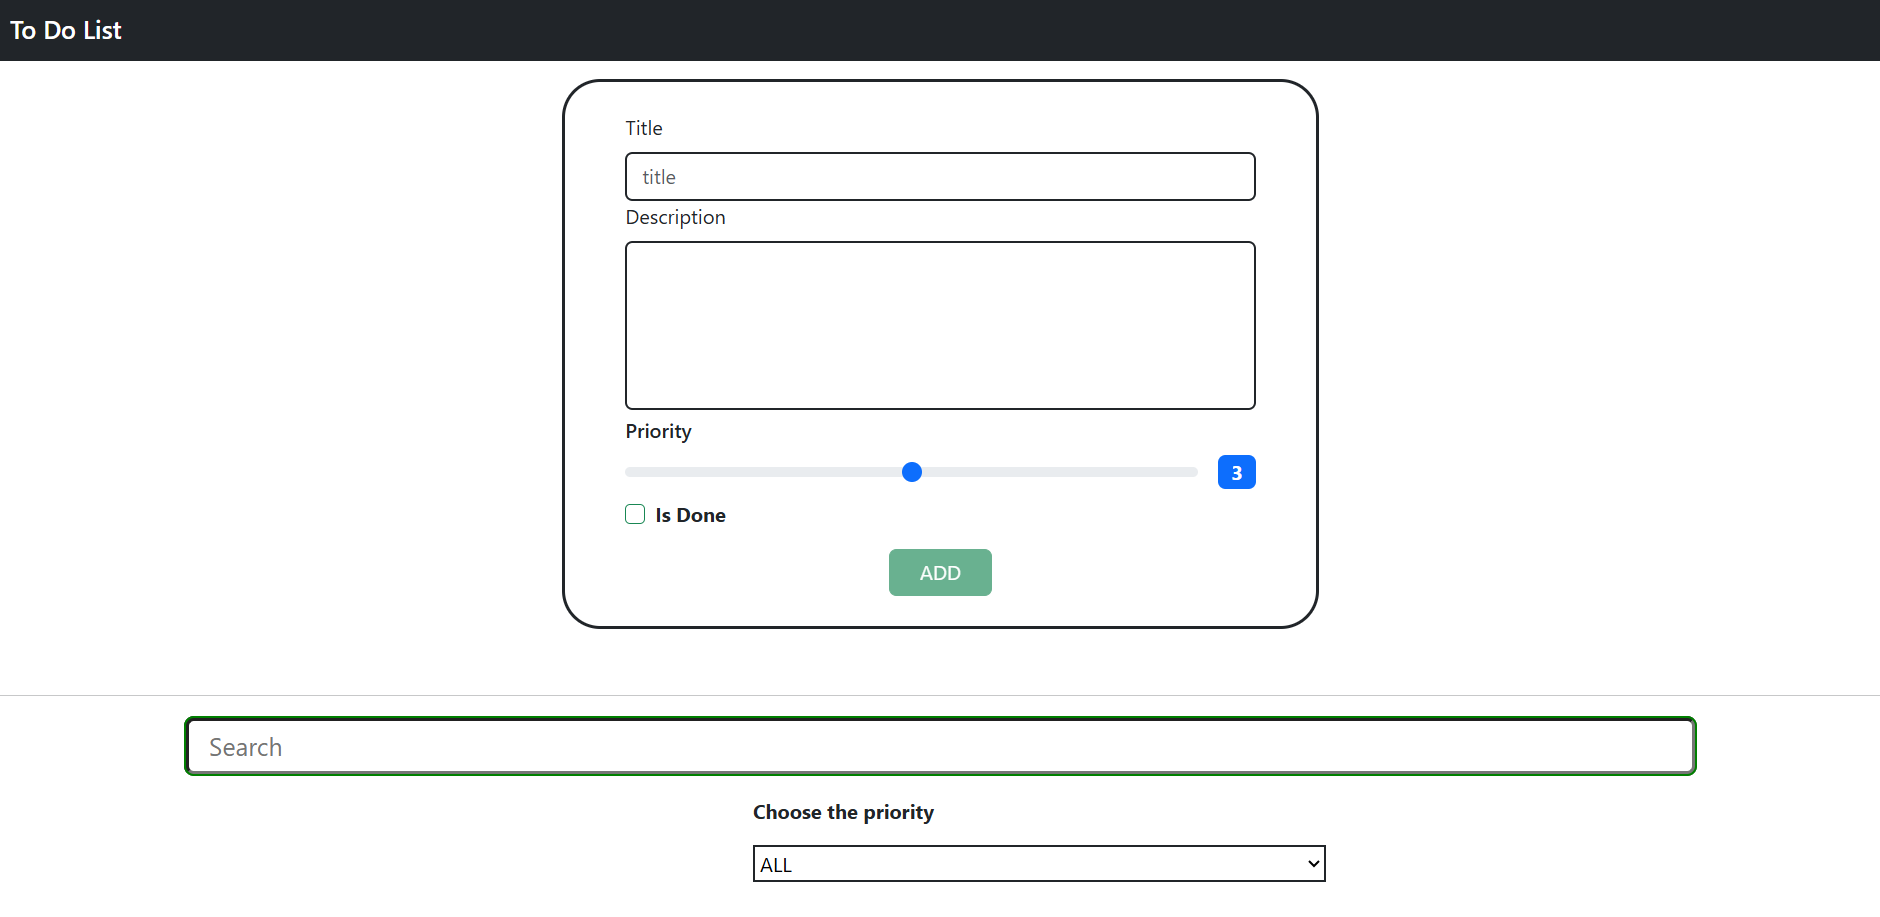 To Do List
Title
title
Description
Priority
3
Is Done
ADD
Search
Choose the priority
ALL